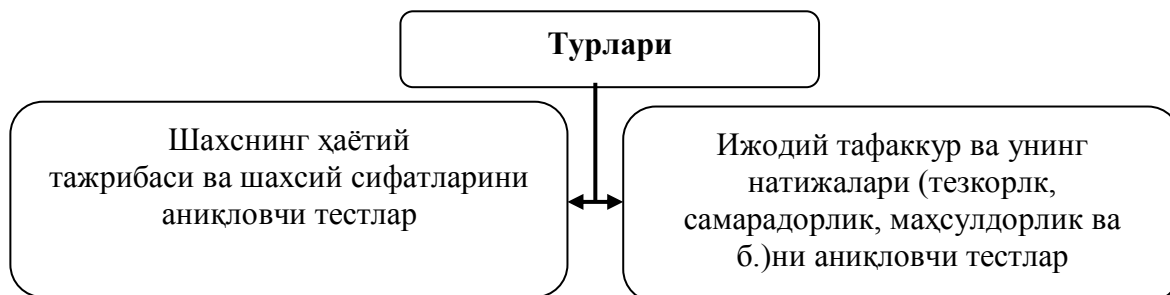 Турлари
Шахснинг ҳаётий
тажрибаси ва шахсий сифатларини
аниқловчи тестлар
Ижодий тафаккур ва унинг
натижалари (тезкорлк,
самарадорлик, маҳсулдорлик ва
б.)ни аниқловчи тестлар